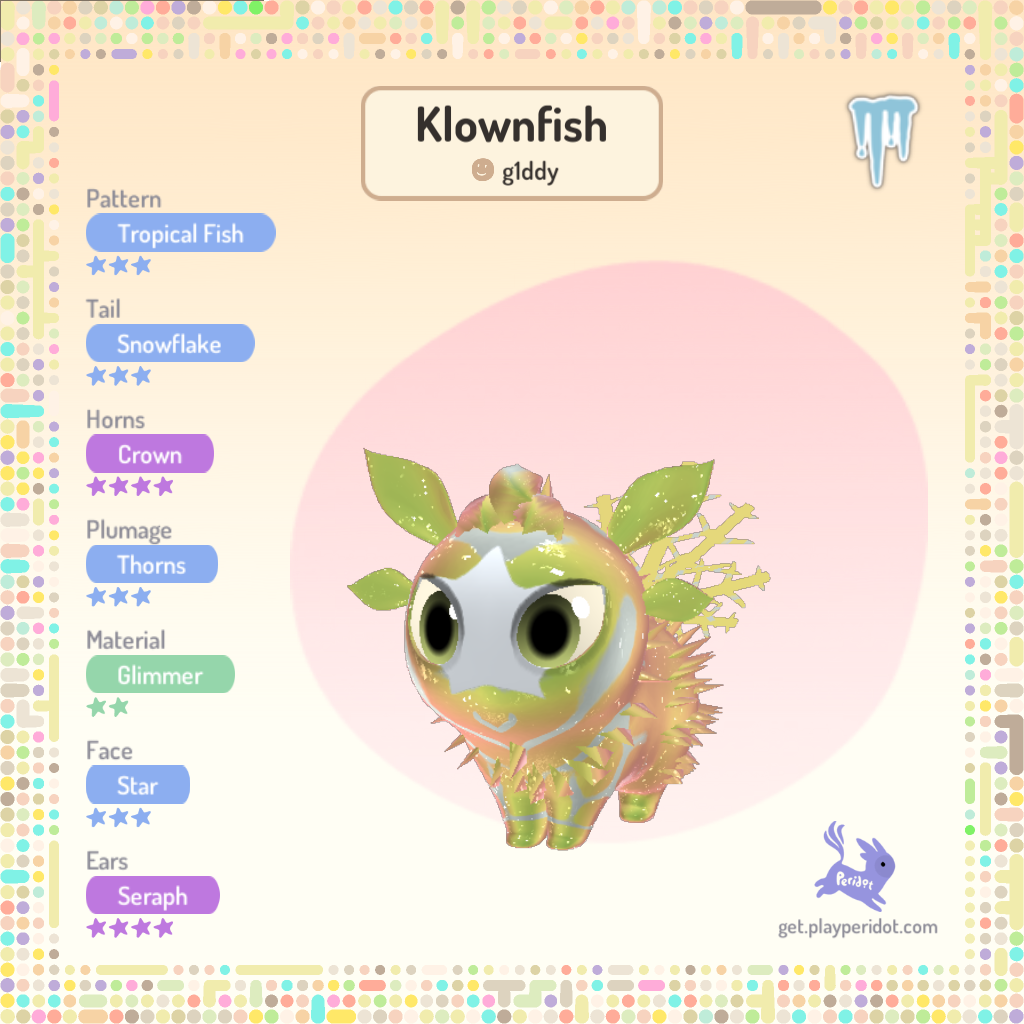 Klownfish
g1ddy
Pattern
Tropical Fish
Tail
Snowflake
Horns
Crown
Plumage
Thorns
Material
Glimmer
Face
Star
Ears
Seraph
Peridot
get.playperidot.com